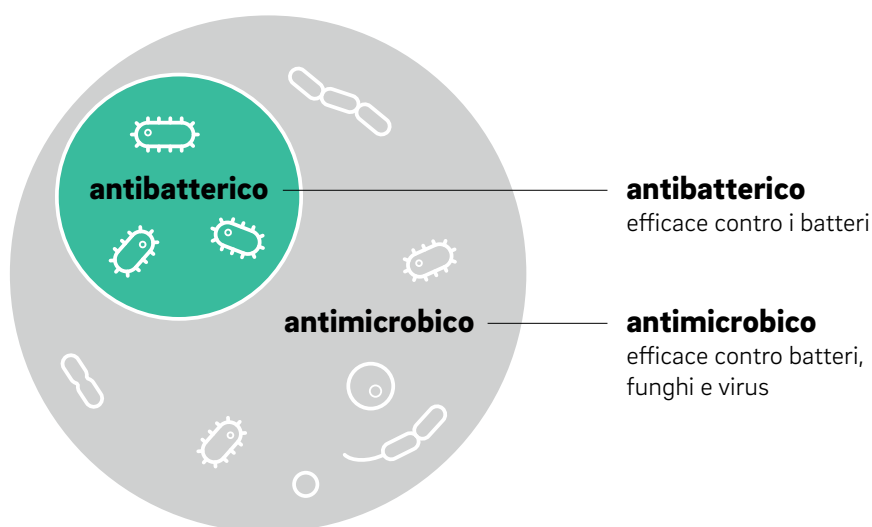 antibatterico
antibatterico
efficace contro i batteri
antimicrobico
antimicrobico
efficace contro batteri,
funghi e virus